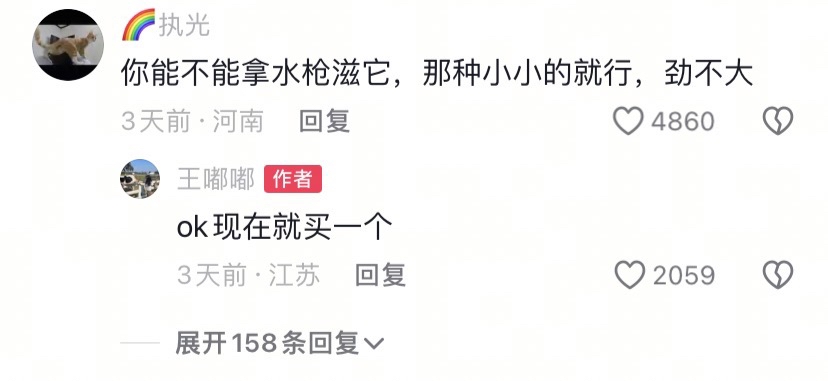 🌈执光
你能不能拿水枪滋它，那种小小的就行，劲不大
3天前·河南 回复 4860
王嘟嘟 作者
ok现在就买一个
3天前·江苏 回复 2059
展开158条回复